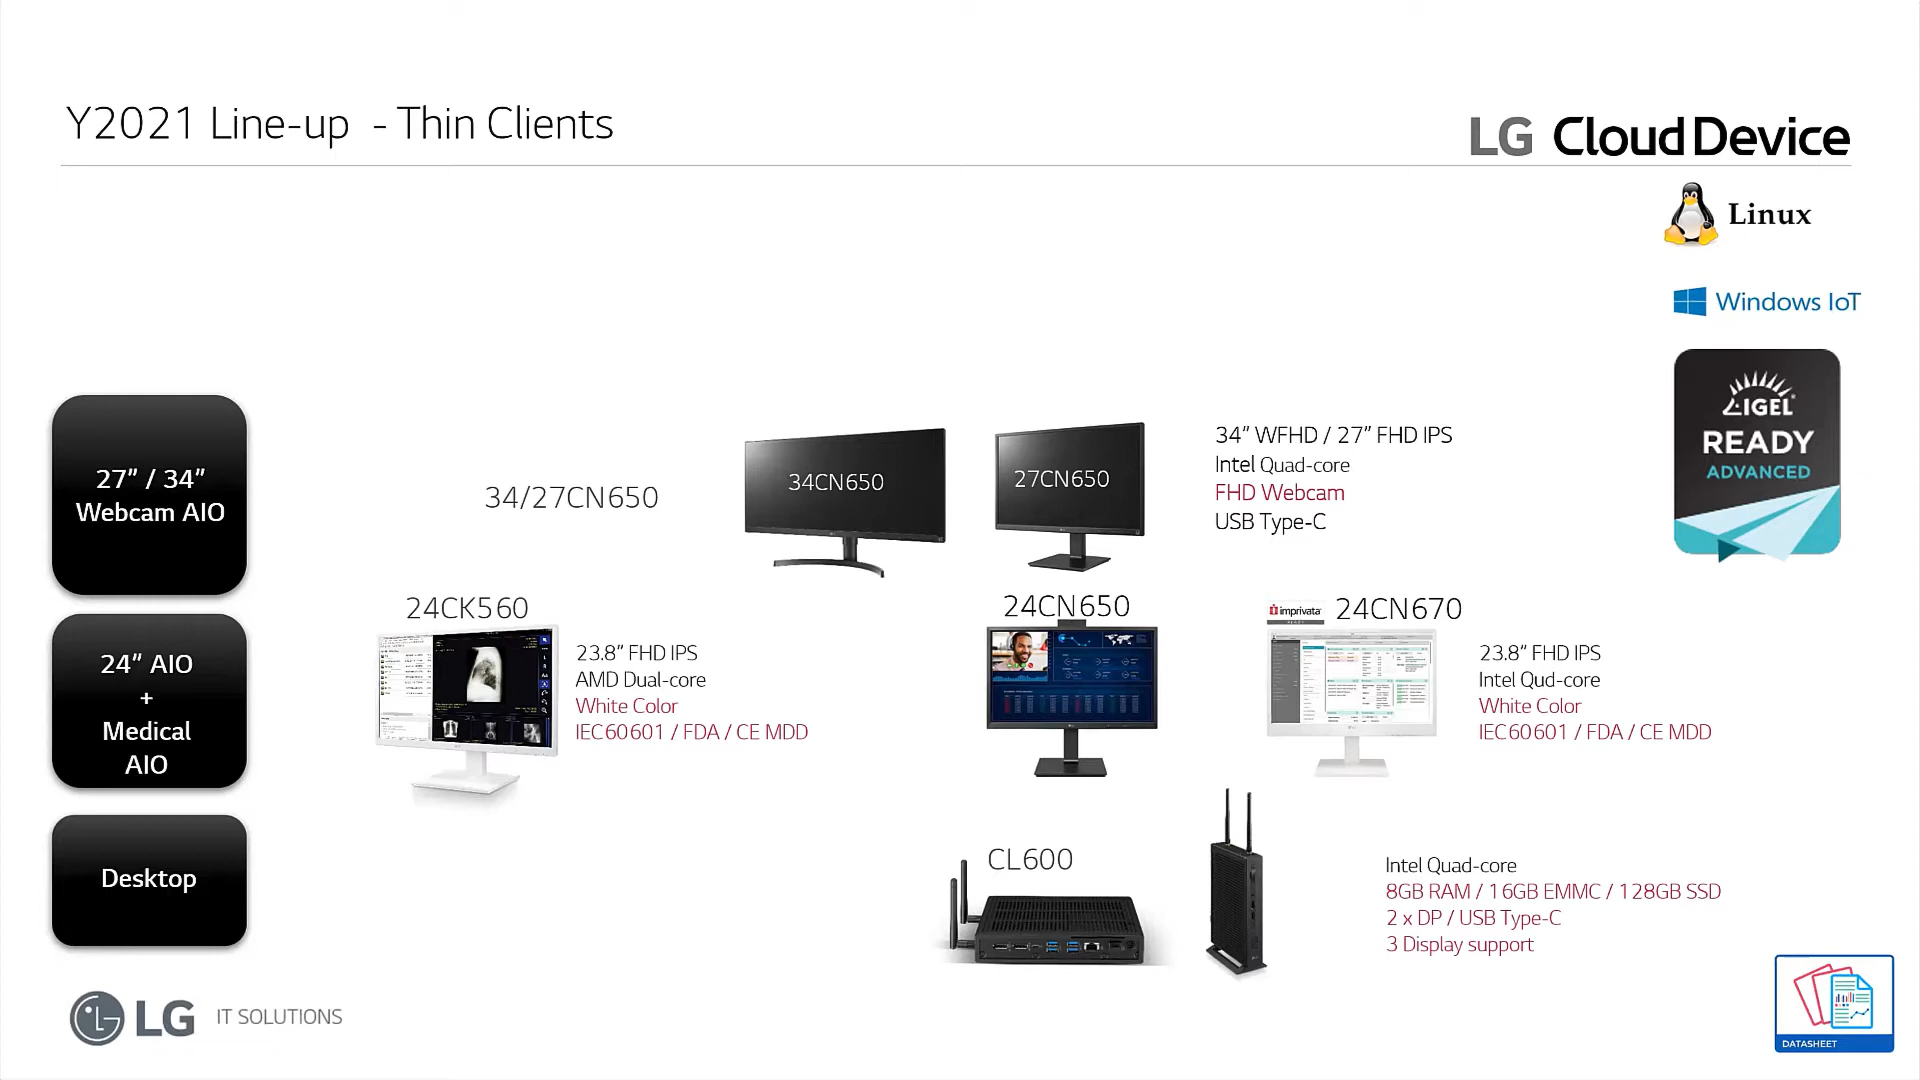 Y2021 Line-up - Thin Clients
LG Cloud Device
Linux
Windows IoT
IGEL
READY
ADVANCED
27” / 34”
Webcam AIO
34/27CN650
34CN650
27CN650
34” WFHD / 27” FHD IPS
Intel Quad-core
FHD Webcam
USB Type-C
24” AIO
+
Medical
AIO
24CK560
23.8” FHD IPS
AMD Dual-core
White Color
IEC60601 / FDA / CE MDD
24CN650
imprivata
READY
24CN670
23.8” FHD IPS
Intel Qud-core
White Color
IEC60601 / FDA / CE MDD
Desktop
CL600
Intel Quad-core
8GB RAM / 16GB EMMC / 128GB SSD
2 x DP / USB Type-C
3 Display support
LG IT SOLUTIONS
DATASHEET